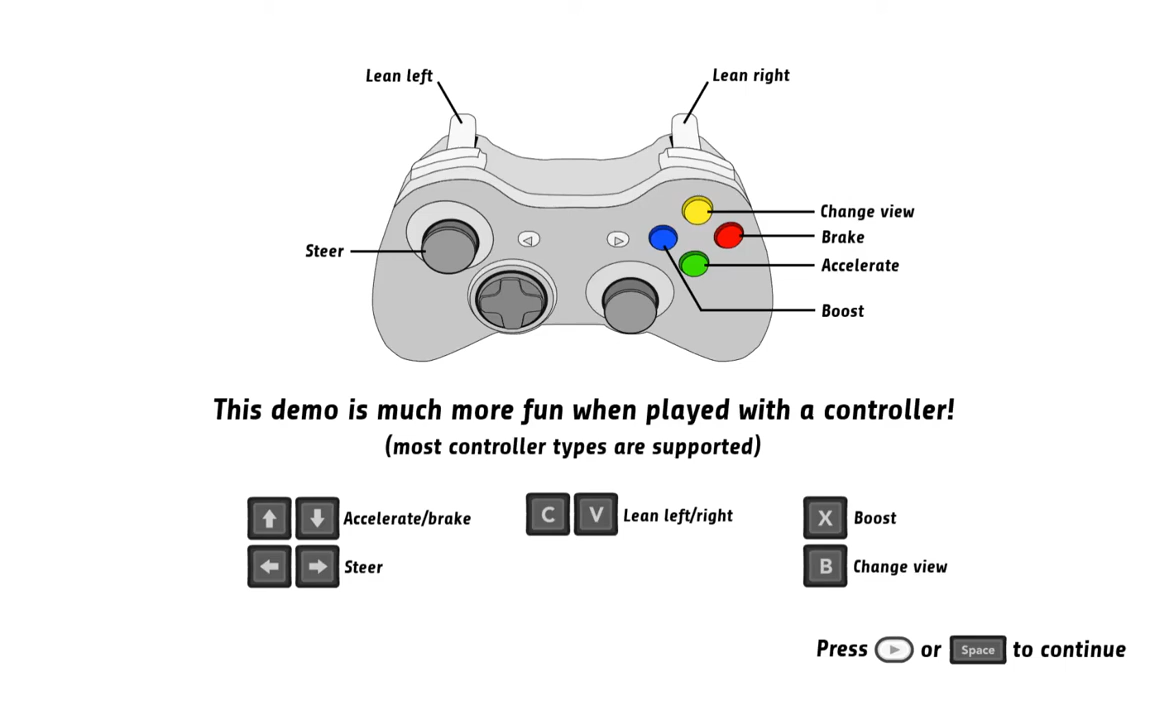 Lean left
Lean right
Change view
Brake
Steer
Accelerate
Boost
This demo is much more fun when played with a controller!
(most controller types are supported)
Accelerate/brake
C V Lean left/right
X Boost
Steer
B Change view
Press or Space to continue